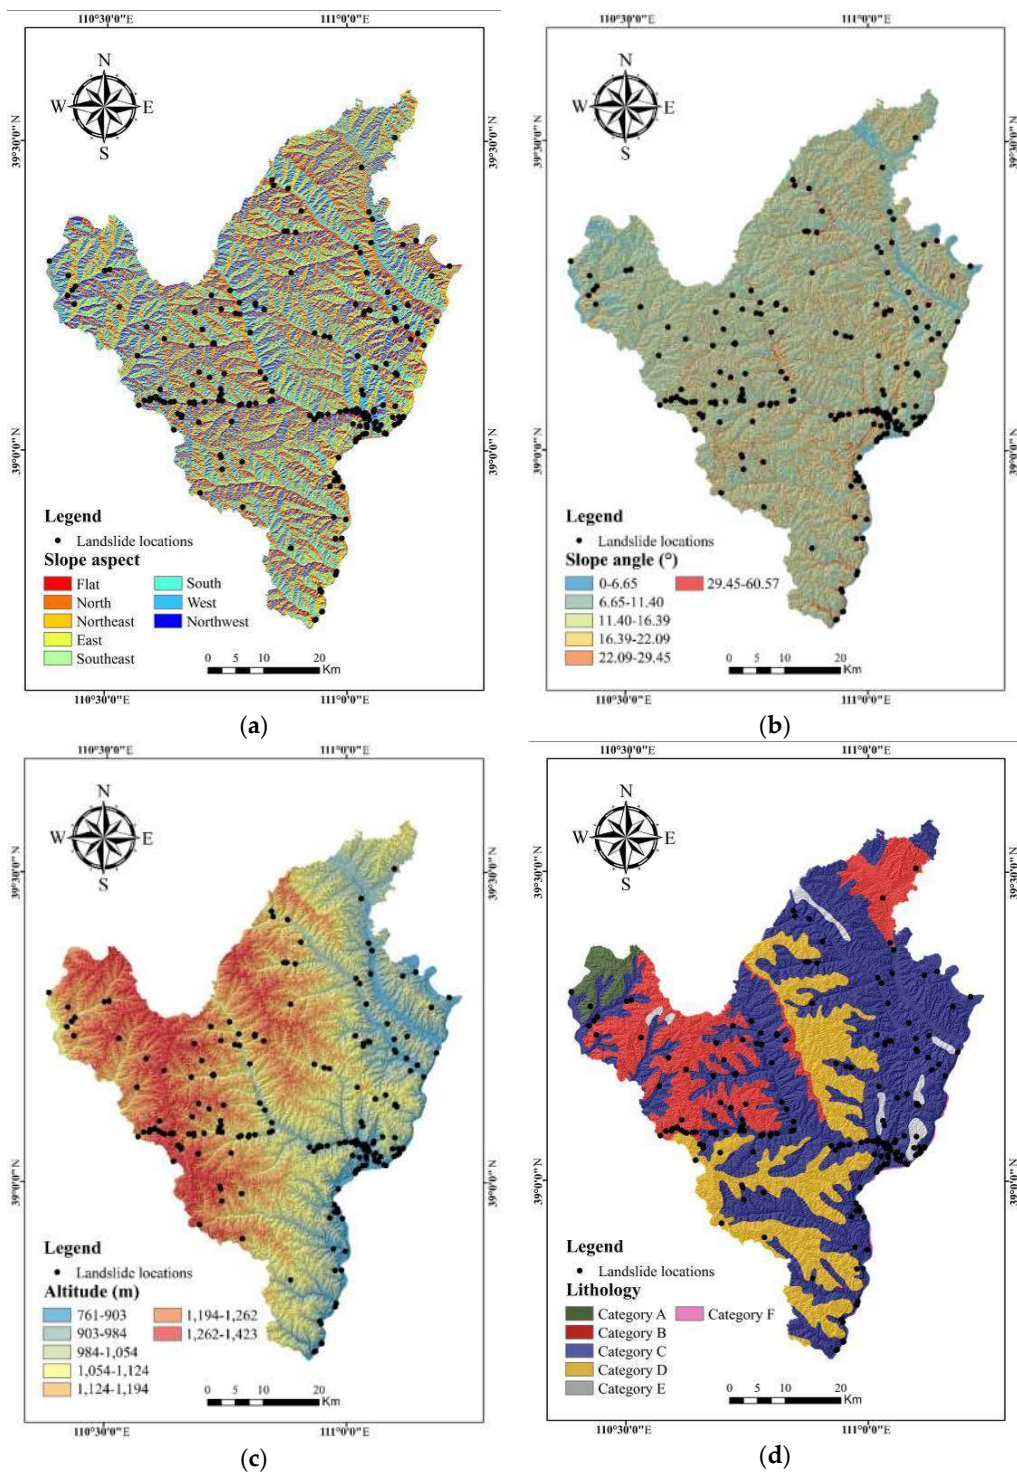 110°30'0"E 111°0'0"E
N
W E
S
39°30'0"N 39°30'0"N
39°0'0"N 39°0'0"N
Legend
Landslide locations
Slope aspect
Flat South
North West
Northeast Northwest
East
Southeast
0 5 10 20
Km
110°30'0"E 111°0'0"E
(a)
110°30'0"E 111°0'0"E
N
W E
S
39°30'0"N 39°30'0"N
39°0'0"N 39°0'0"N
Legend
Landslide locations
Slope angle (°)
0-6.65 29.45-60.57
6.65-11.40
11.40-16.39
16.39-22.09
22.09-29.45
0 5 10 20
Km
110°30'0"E 111°0'0"E
(b)
110°30'0"E 111°0'0"E
N
W E
S
39°30'0"N 39°30'0"N
39°0'0"N 39°0'0"N
Legend
Landslide locations
Altitude (m)
761-903 1,194-1,262
903-984 1,262-1,423
984-1,054
1,054-1,124
1,124-1,194
0 5 10 20
Km
110°30'0"E 111°0'0"E
(c)
110°30'0"E 111°0'0"E
N
W E
S
39°30'0"N 39°30'0"N
39°0'0"N 39°0'0"N
Legend
Landslide locations
Lithology
Category A Category F
Category B
Category C
Category D
Category E
0 5 10 20
Km
110°30'0"E 111°0'0"E
(d)